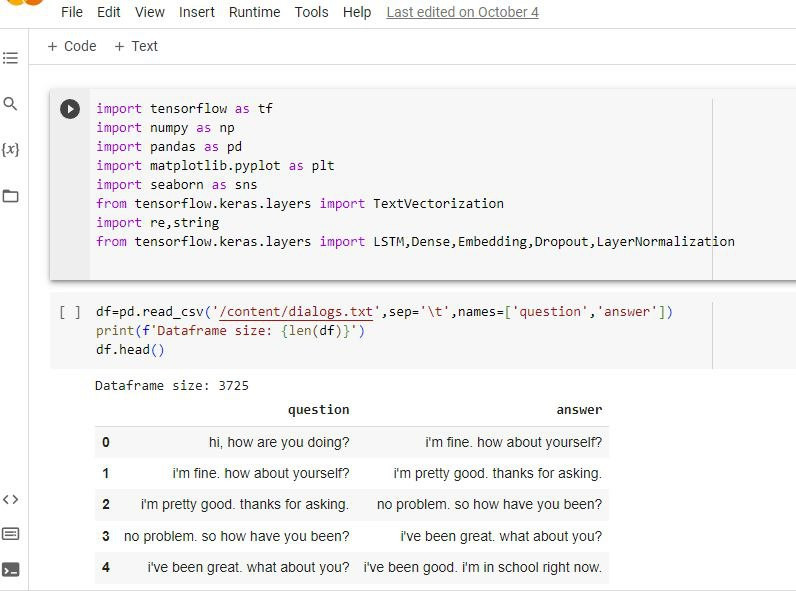 File Edit View Insert Runtime Tools Help Last edited on October 4
+ Code + Text
import tensorflow as tf
import numpy as np
import pandas as pd
import matplotlib.pyplot as plt
import seaborn as sns
from tensorflow.keras.layers import TextVectorization
import re,string
from tensorflow.keras.layers import LSTM,Dense,Embedding,Dropout,LayerNormalization
[ ] df=pd.read_csv('/content/dialogs.txt',sep='\t',names=['question','answer'])
print(f'Dataframe size: {len(df)}')
df.head()
Dataframe size: 3725
question answer
0 hi, how are you doing? i'm fine. how about yourself?
1 i'm fine. how about yourself? i'm pretty good. thanks for asking.
2 i'm pretty good. thanks for asking. no problem. so how have you been?
3 no problem. so how have you been? i've been great. what about you?
4 i've been great. what about you? i've been good. i'm in school right now.